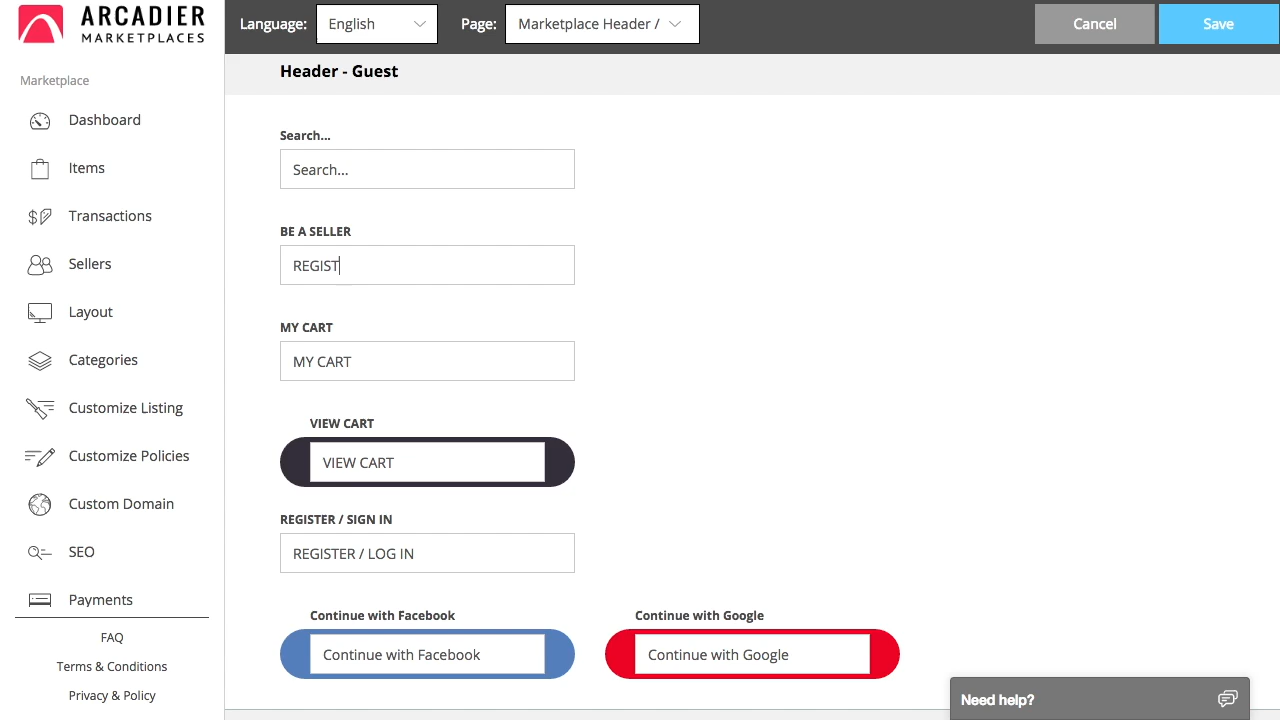 ARCADIER
MARKETPLACES
Language:
English
Page:
Marketplace Header /
Cancel
Save
Marketplace
Dashboard
Items
Transactions
Sellers
Layout
Categories
Customize Listing
Customize Policies
Custom Domain
SEO
Payments
FAQ
Terms & Conditions
Privacy & Policy
Header - Guest
Search...
Search...
BE A SELLER
REGIST
MY CART
MY CART
VIEW CART
VIEW CART
REGISTER / SIGN IN
REGISTER / LOG IN
Continue with Facebook
Continue with Facebook
Continue with Google
Continue with Google
Need help?